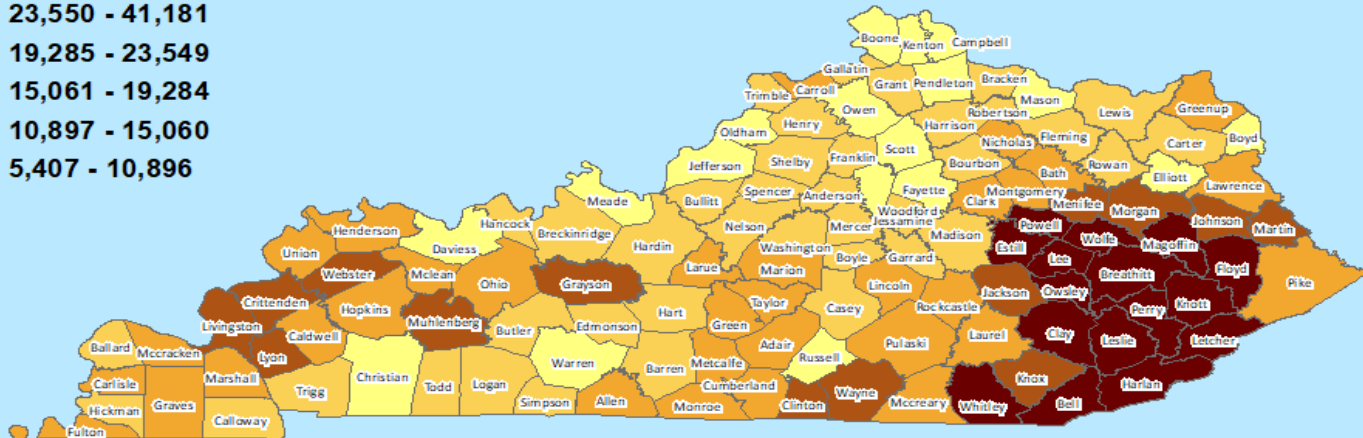 23,550 - 41,181
19,285 - 23,549
15,061 - 19,284
10,897 - 15,060
5,407 - 10,896
Boone
Kenton
Campbell
Gallatin
Grant
Pendleton
Bracken
Trimble
Carroll
Owen
Mason
Robertson
Lewis
Greenup
Oldham
Henry
Harrison
Nicholas
Fleming
Carter
Boyd
Jefferson
Shelby
Franklin
Scott
Bourbon
Rowan
Bath
Elliott
Lawrence
Meade
Bullitt
Spencer
Anderson
Fayette
Clark
Montgomery
Menifee
Morgan
Johnson
Martin
Woodford
Jessamine
Hancock
Breckinridge
Nelson
Mercer
Madison
Powell
Wolfe
Magoffin
Henderson
Daviess
Hardin
Washington
Boyle
Garrard
Estill
Lee
Floyd
Union
Webster
Mclean
Ohio
Grayson
Larue
Marion
Lincoln
Jackson
Owsley
Breathitt
Knott
Pike
Crittenden
Hopkins
Muhlenberg
Hart
Taylor
Casey
Rockcastle
Perry
Livingston
Caldwell
Butler
Edmonson
Green
Adair
Pulaski
Laurel
Clay
Leslie
Letcher
Ballard
Mccracken
Lyon
Warren
Barren
Metcalfe
Russell
Knox
Harlan
Carlisle
Marshall
Trigg
Christian
Todd
Logan
Simpson
Allen
Monroe
Cumberland
Clinton
Wayne
Mccreary
Whitley
Bell
Hickman
Graves
Calloway
Fulton